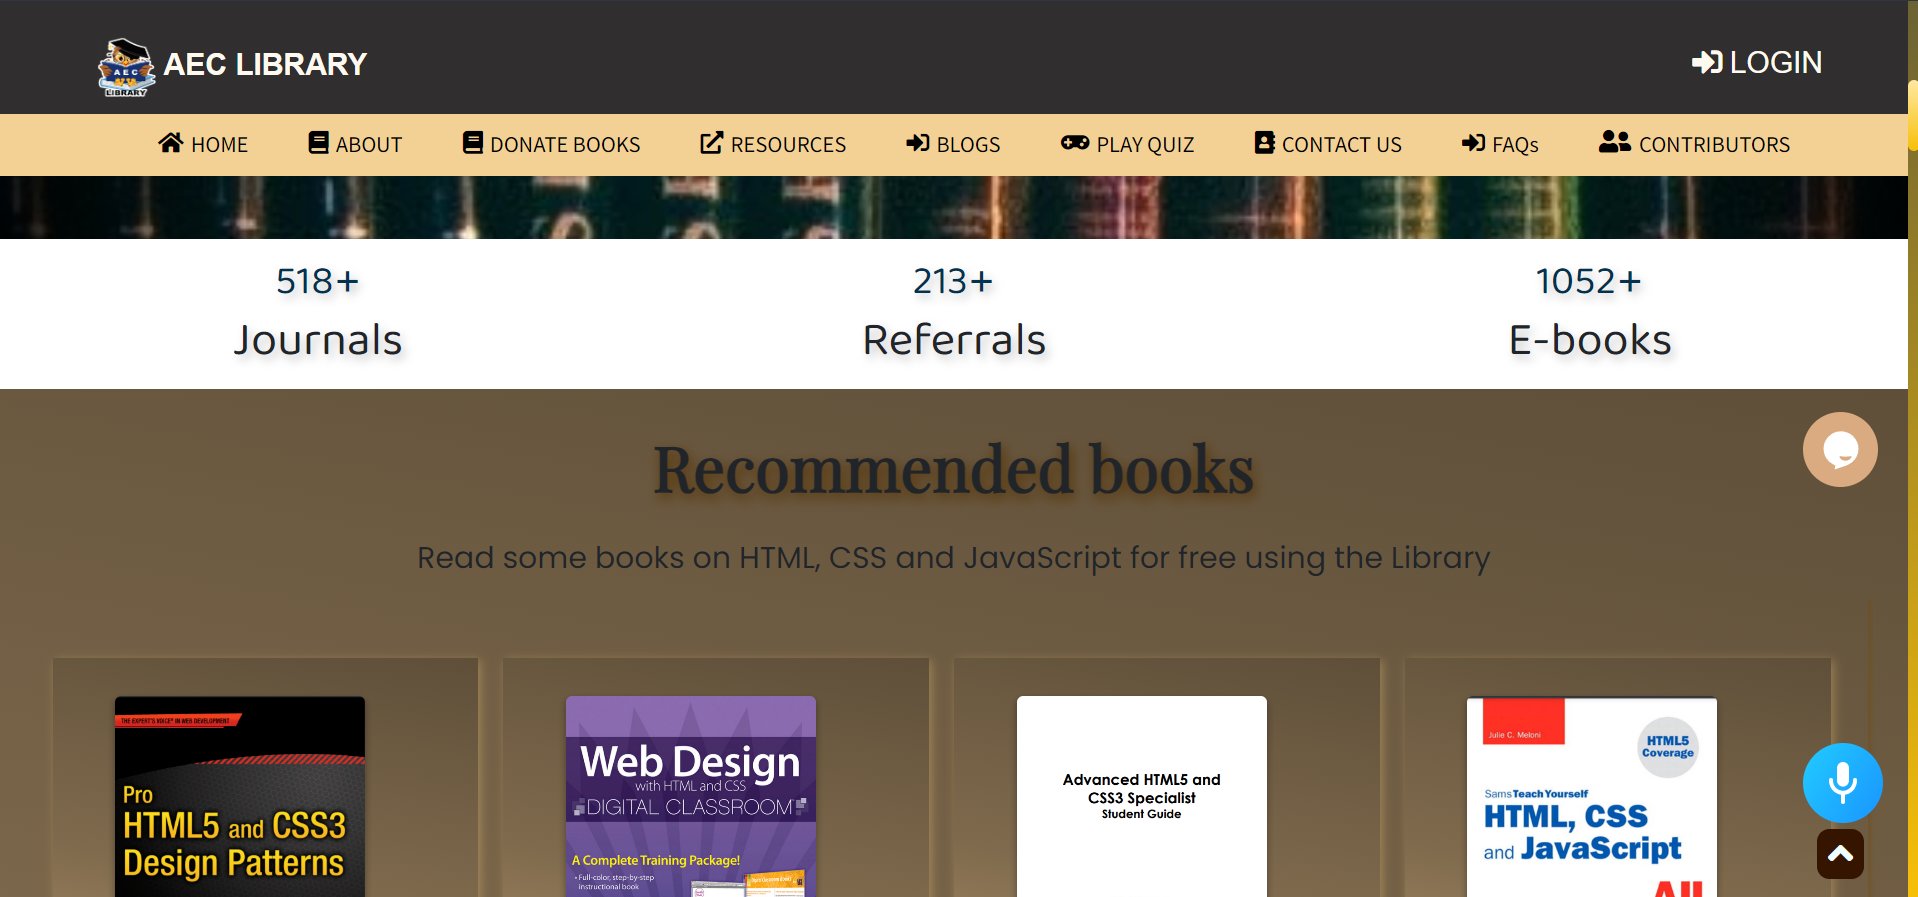 AEC
LIBRARY
AEC LIBRARY
LOGIN
HOME
ABOUT
DONATE BOOKS
RESOURCES
BLOGS
PLAY QUIZ
CONTACT US
FAQs
CONTRIBUTORS
518+
Journals
213+
Referrals
1052+
E-books
Recommended books
Read some books on HTML, CSS and JavaScript for free using the Library
THE EXPERT'S VOICE® IN WEB DEVELOPMENT
Pro
HTML5 and CSS3
Design Patterns
Web Design
with HTML and CSS
DIGITAL CLASSROOM
A Complete Training Package!
• Full-color, step-by-step
instructional book
Advanced HTML5 and
CSS3 Specialist
Student Guide
Julie C. Meloni
HTML5
Coverage
Sams Teach Yourself
HTML, CSS
and JavaScript
All